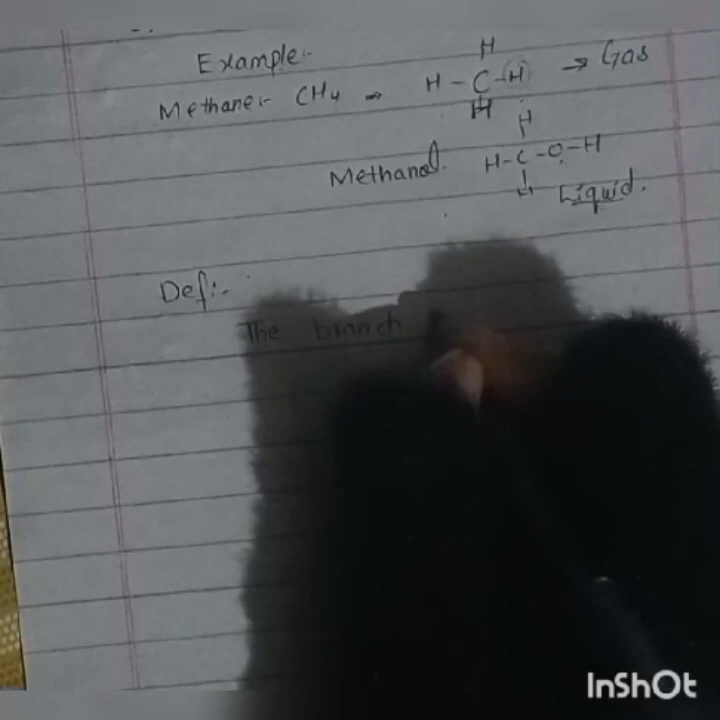 Example:-
H
Methane:- CH4 → H - C - H → Gas
H
H
Methanol. H-C-O-H
H Liquid.
Def:-
The branch
InShOt